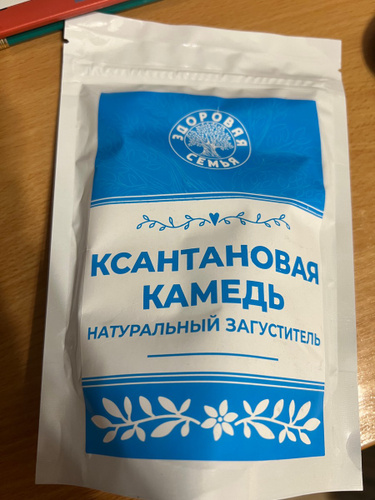 ЗДОРОВАЯ
СЕМЬЯ
КСАНТАНОВАЯ
КАМЕДЬ
НАТУРАЛЬНЫЙ ЗАГУСТИТЕЛЬ